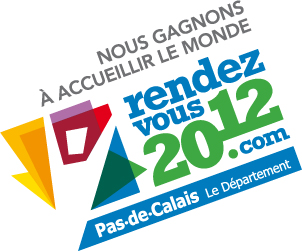 NOUS GAGNONS
À ACCUEILLIR LE MONDE
rendez
vous
2012
.com
Pas-de-Calais Le Département